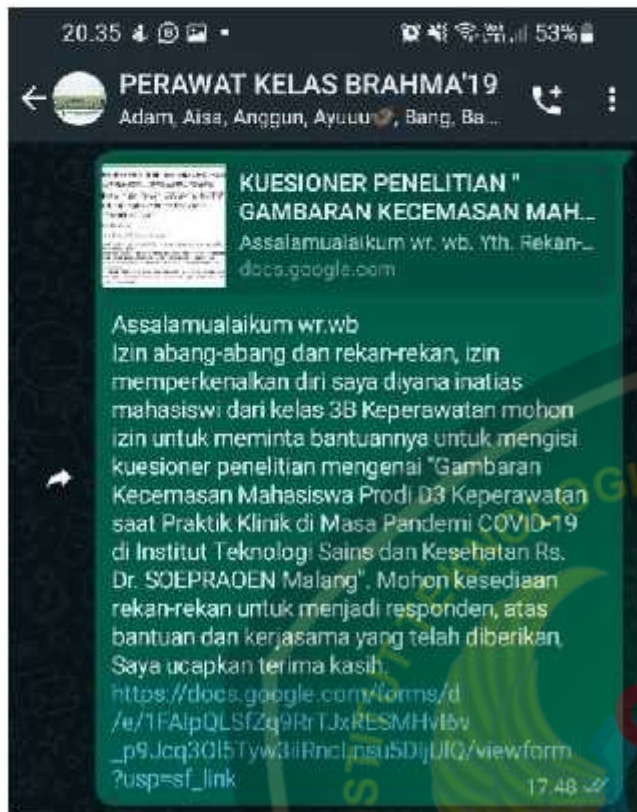 20.35
53%
PERAWAT KELAS BRAHMA'19
Adam, Aisa, Anggun, Ayuuu, Bang, Ba...
KUESIONER PENELITIAN "
GAMBARAN KECEMASAN MAH...
Assalamualaikum wr. wb. Yth. Rekan-...
docs.google.com
Assalamualaikum wr.wb
Izin abang-abang dan rekan-rekan, izin
memperkenalkan diri saya diyana inatias
mahasiswi dari kelas 3B Keperawatan mohon
izin untuk meminta bantuannya untuk mengisi
kuesioner penelitian mengenai "Gambaran
Kecemasan Mahasiswa Prodi D3 Keperawatan
saat Praktik Klinik di Masa Pandemi COVID-19
di Institut Teknologi Sains dan Kesehatan Rs.
Dr. SOEPRAOEN Malang". Mohon kesediaan
rekan-rekan untuk menjadi responden, atas
bantuan dan kerjasama yang telah diberikan,
Saya ucapkan terima kasih.
https://docs.google.com/forms/d
?usp=sf_link
17.48